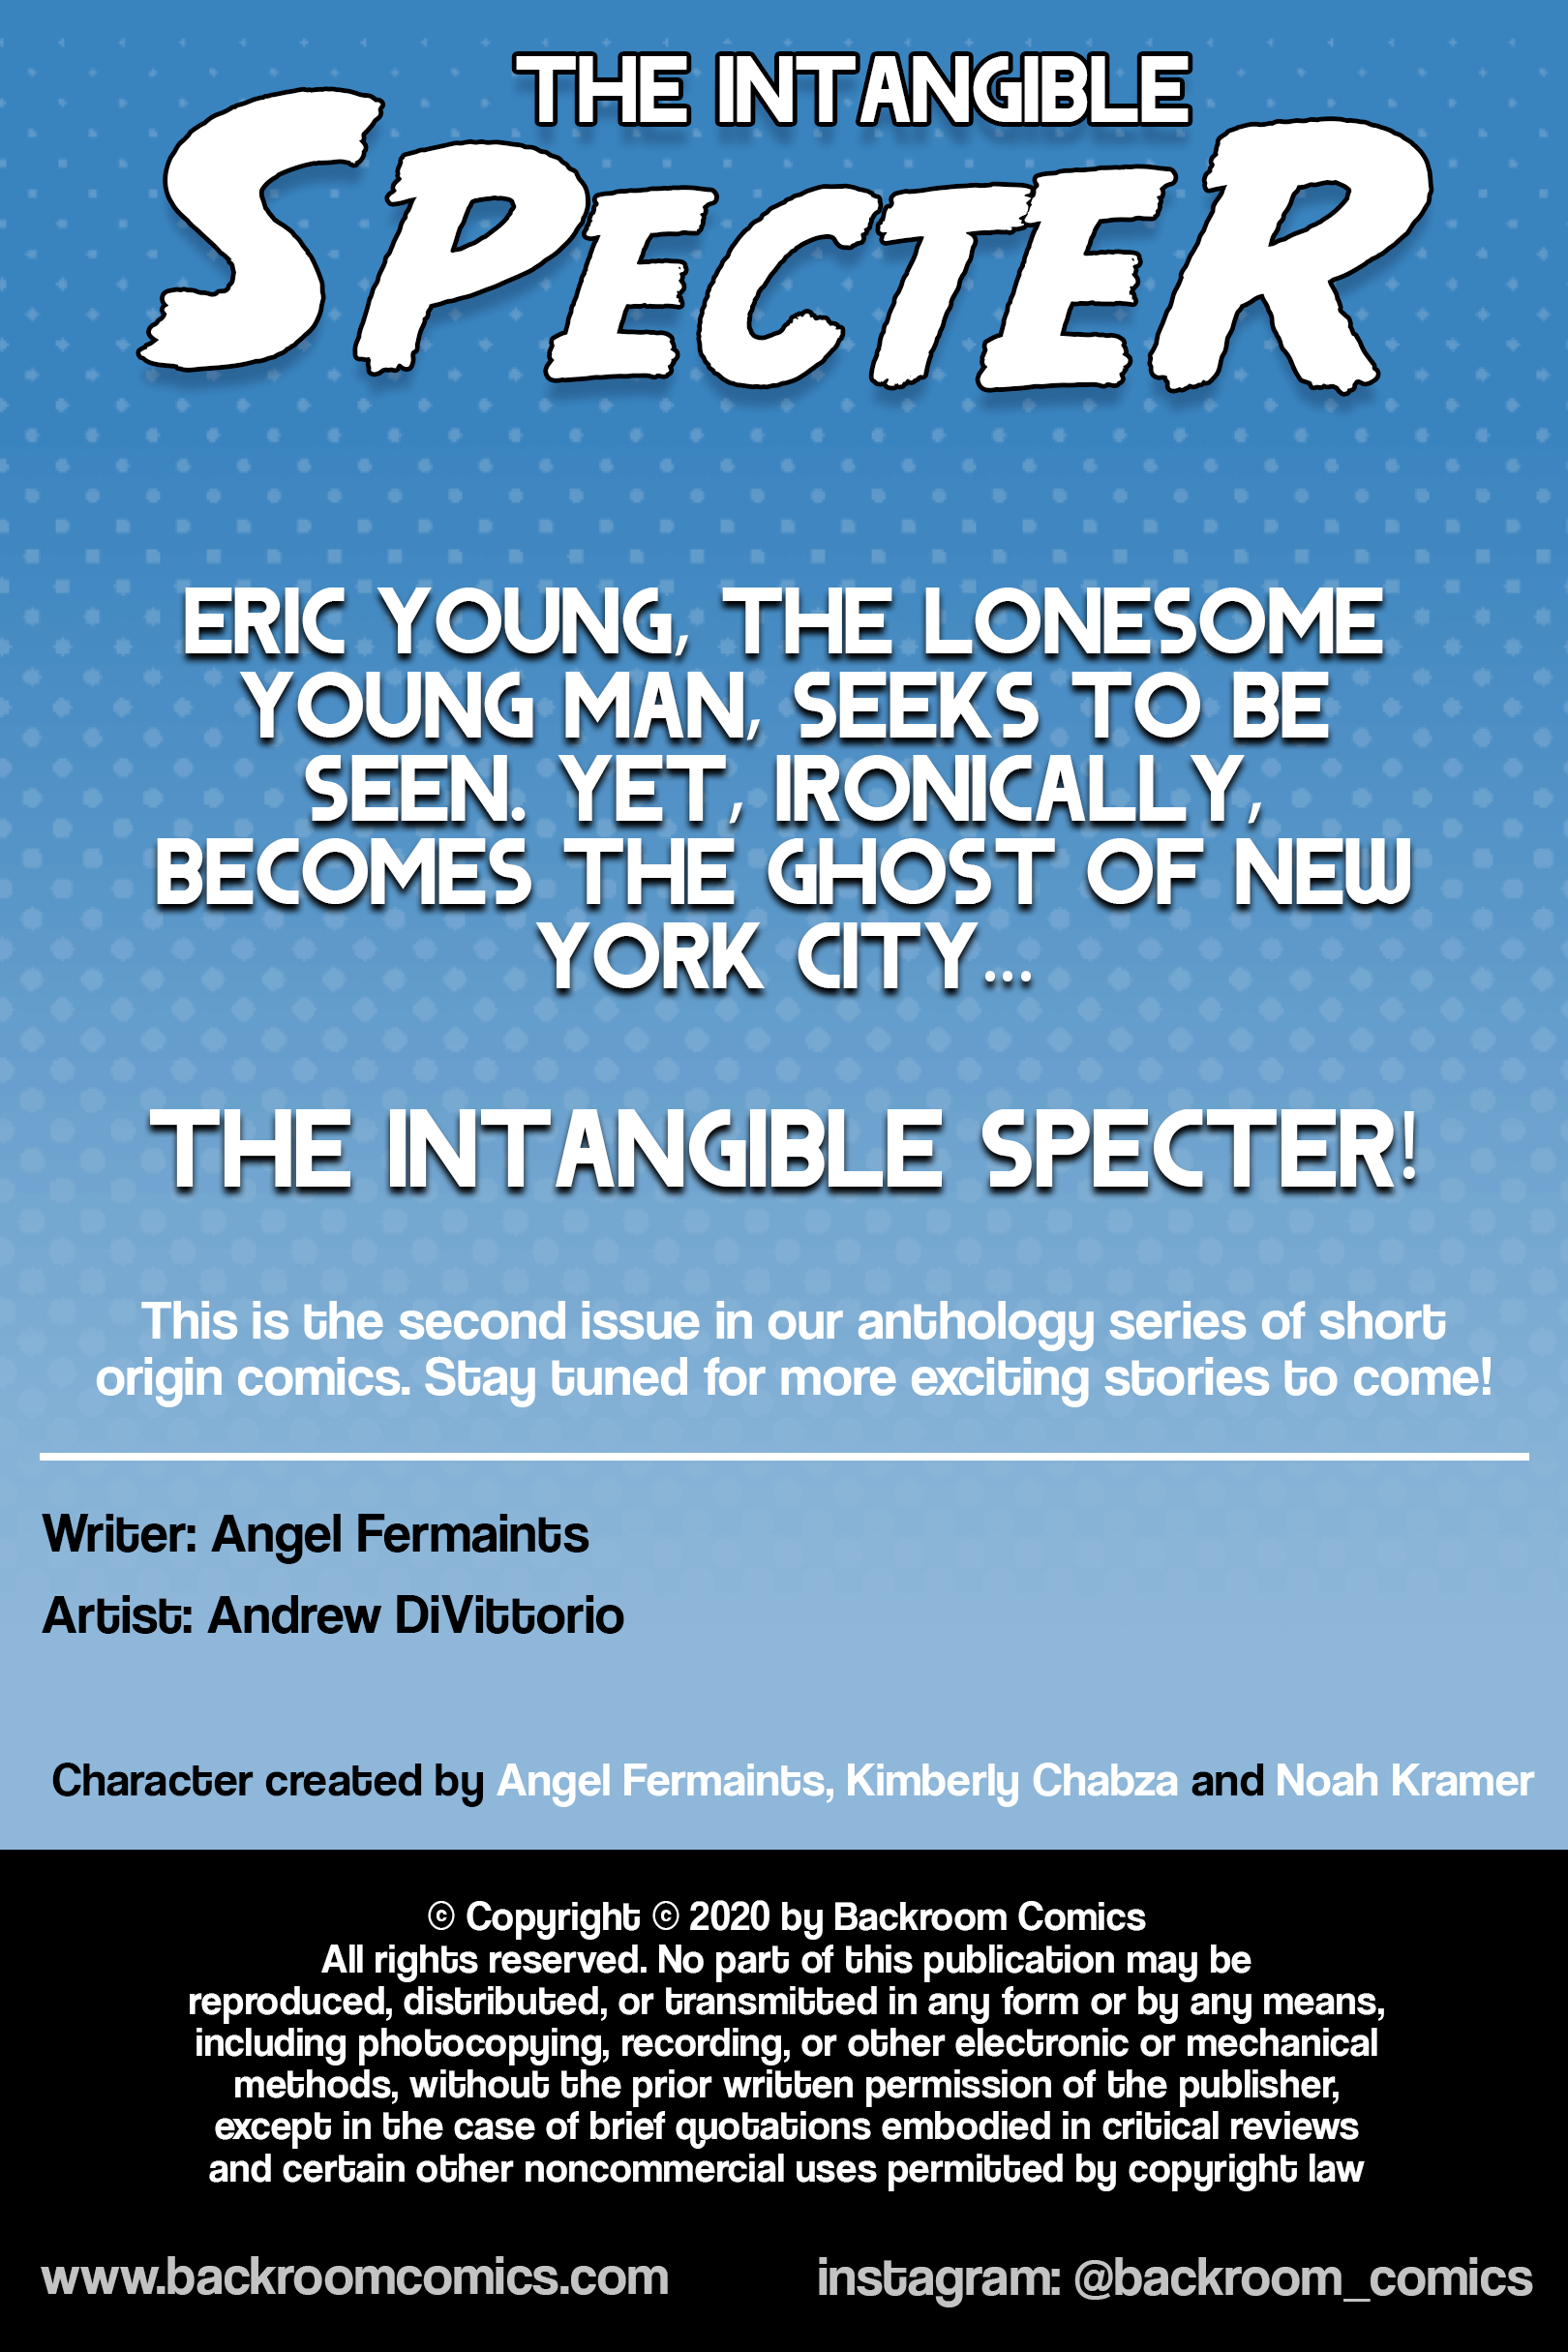 THE INTANGIBLE
SPECTER
ERIC YOUNG, THE LONESOME
YOUNG MAN, SEEKS TO BE
SEEN. YET, IRONICALLY,
BECOMES THE GHOST OF NEW
YORK CITY...
THE INTANGIBLE SPECTER!
This is the second issue in our anthology series of short
origin comics. Stay tuned for more exciting stories to come!
Writer: Angel Fermaints
Artist: Andrew DiVittorio
Character created by Angel Fermaints, Kimberly Chabza and Noah Kramer
© Copyright © 2020 by Backroom Comics
All rights reserved. No part of this publication may be
reproduced, distributed, or transmitted in any form or by any means,
including photocopying, recording, or other electronic or mechanical
methods, without the prior written permission of the publisher,
except in the case of brief quotations embodied in critical reviews
and certain other noncommercial uses permitted by copyright law
www.backroomcomics.com
instagram: @backroom_comics